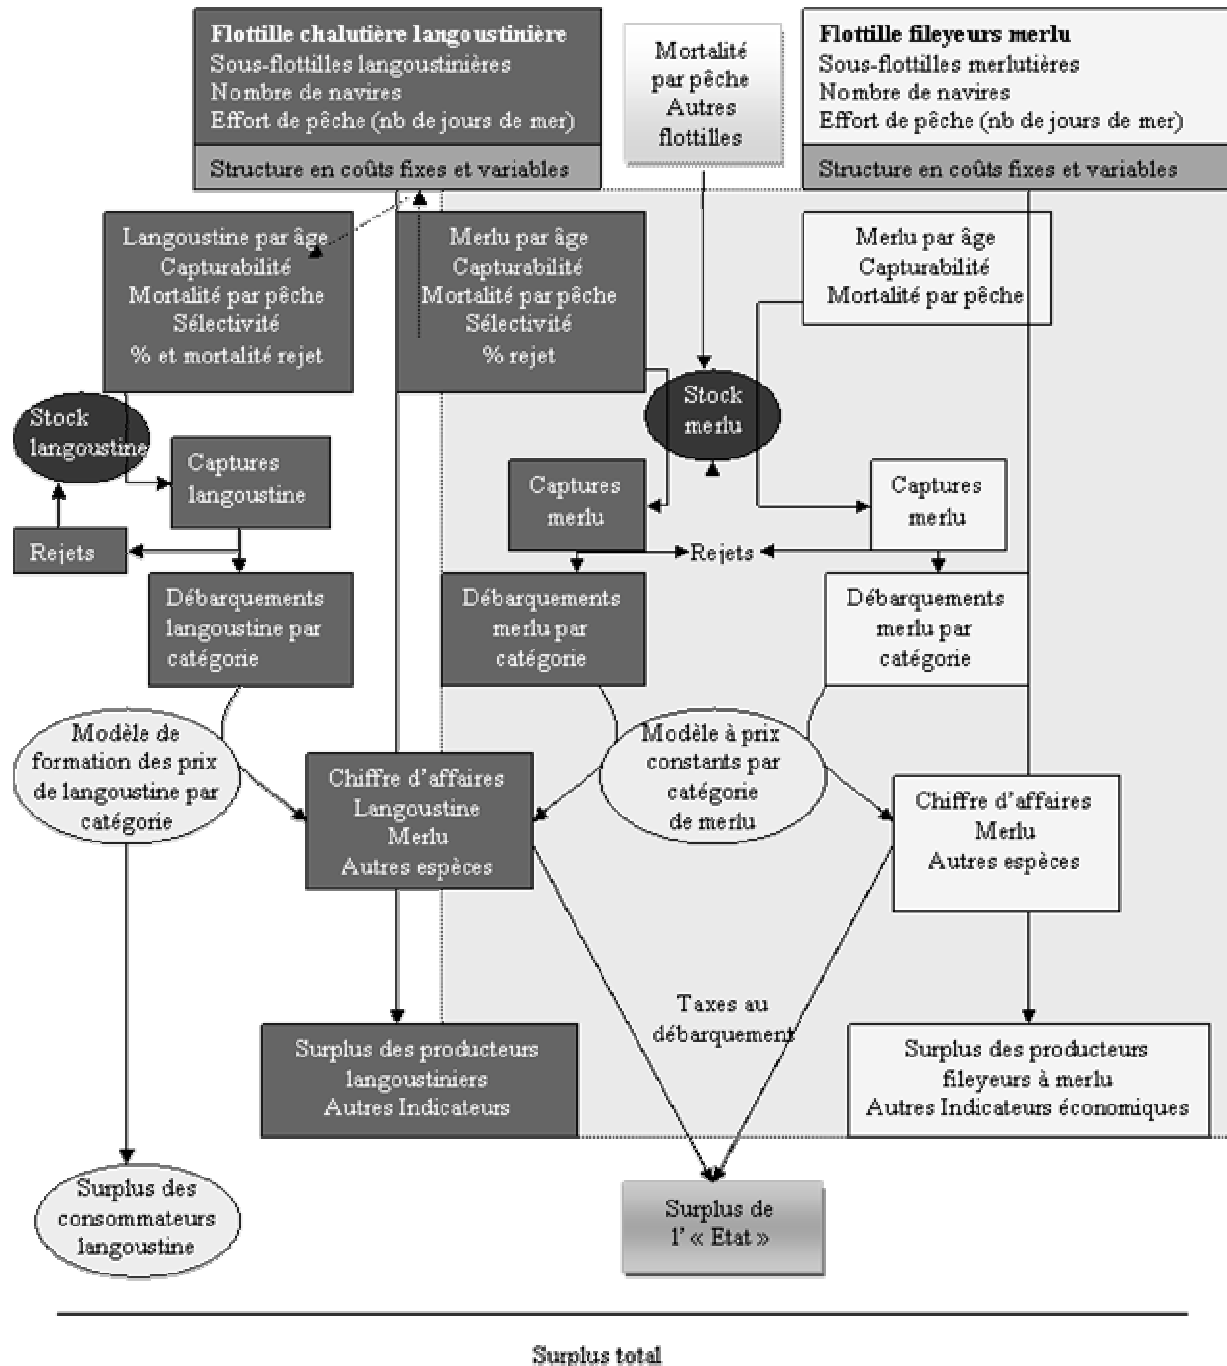 Flottille chalutière langoustinière
Sous-flottilles langoustinières
Nombre de navires
Effort de pêche (nb de jours de mer)
Structure en coûts fixes et variables
Mortalité
par pêche
Autres
flottilles
Flottille fileyeurs merlu
Sous-flottilles merlutières
Nombre de navires
Effort de pêche (nb de jours de mer)
Structure en coûts fixes et variables
Langoustine par âge
Capturabilité
Mortalité par pêche
Sélectivité
% et mortalité rejet
Merlu par âge
Capturabilité
Mortalité par pêche
Sélectivité
% rejet
Merlu par âge
Capturabilité
Mortalité par pêche
Stock
langoustine
Captures
langoustine
Rejets
Stock
merlu
Captures
merlu
Captures
merlu
Rejets
Débarquements
langoustine par
catégorie
Débarquements
merlu par
catégorie
Débarquements
merlu par
catégorie
Modèle de
formation des prix
de langoustine par
catégorie
Chiffre d'affaires
Langoustine
Merlu
Autres espèces
Modèle à prix
constants par
catégorie
de merlu
Chiffre d'affaires
Merlu
Autres espèces
Taxes au
débarquement
Surplus des producteurs
langoustiniers
Autres Indicateurs
Surplus des producteurs
fileyeurs à merlu
Autres Indicateurs économiques
Surplus des
consommateurs
langoustine
Surplus de
l' « Etat »
Surplus total